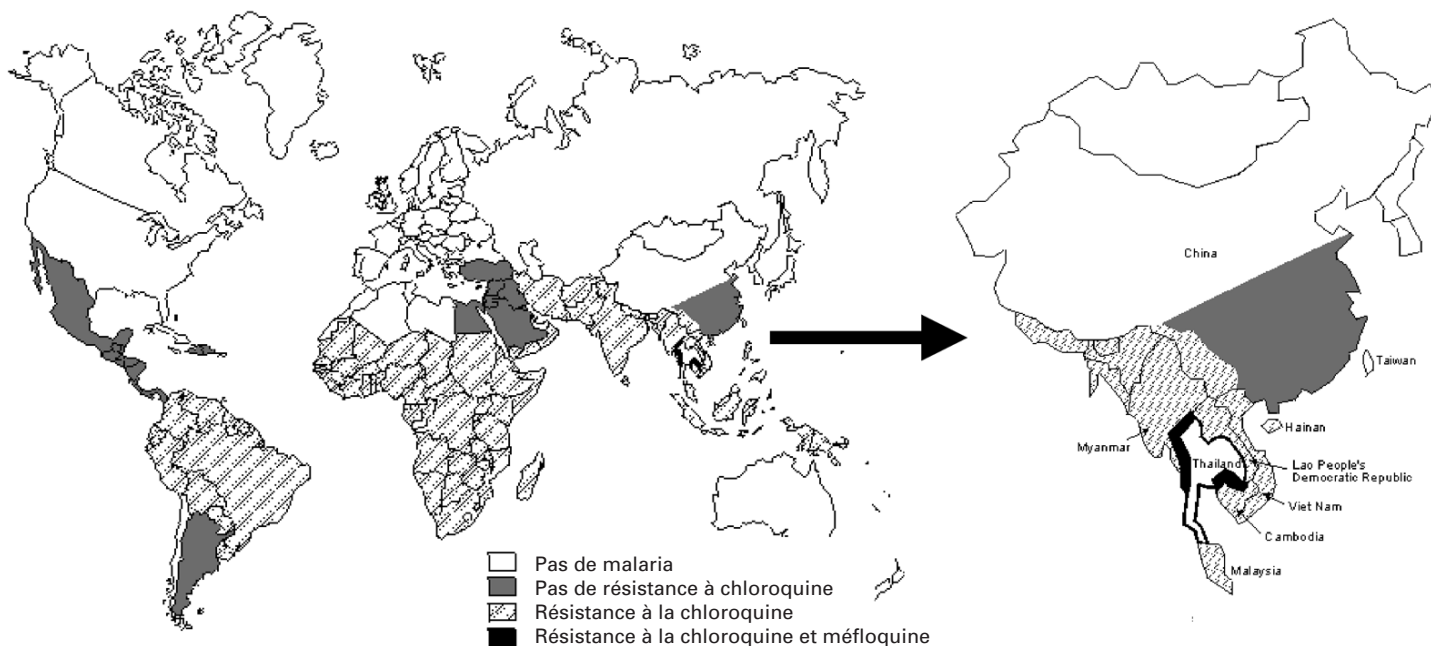 China
Taiwan
Hainan
Myanmar
Thailand
Lao People's
Democratic Republic
Viet Nam
Cambodia
Malaysia
Pas de malaria
Pas de résistance à chloroquine
Résistance à la chloroquine
Résistance à la chloroquine et méfloquine